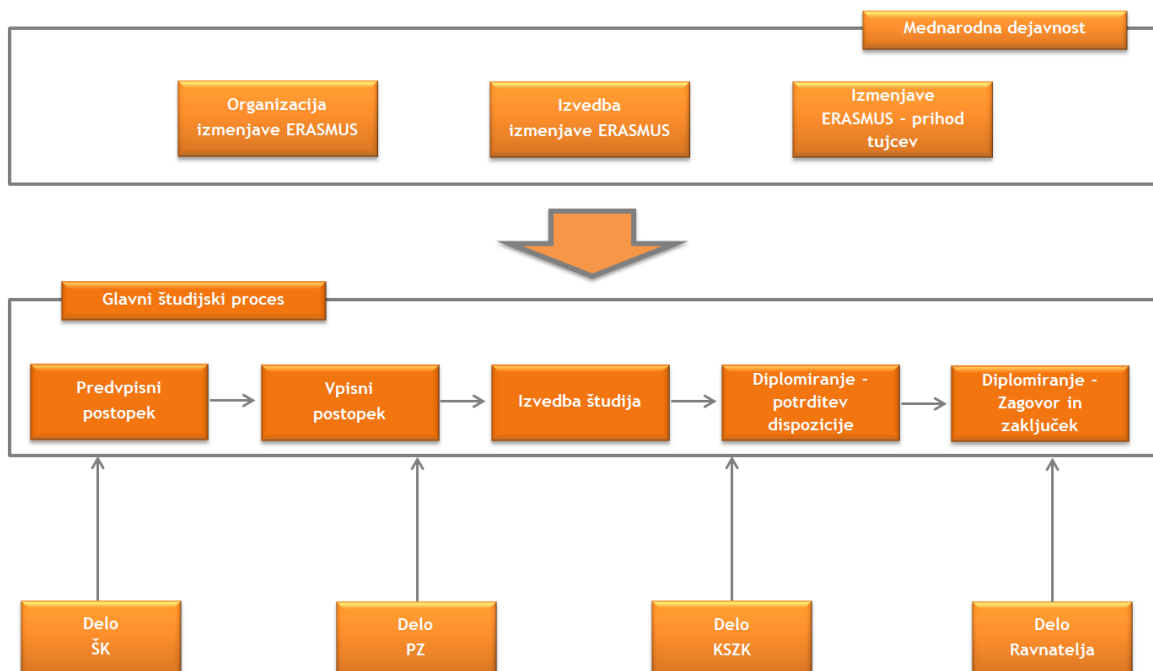 Mednarodna dejavnost
Organizacija
izmenjave ERASMUS
Izvedba
izmenjave ERASMUS
Izmenjave
ERASMUS - prihod
tujcev
Glavni študijski proces
Predvpisni
postopek
Vpisni
postopek
Izvedba študija
Diplomiranje -
potrditev
dispozicije
Diplomiranje -
Zagovor in
zaključek
Delo
ŠK
Delo
PZ
Delo
KSZK
Delo
Ravnatelja